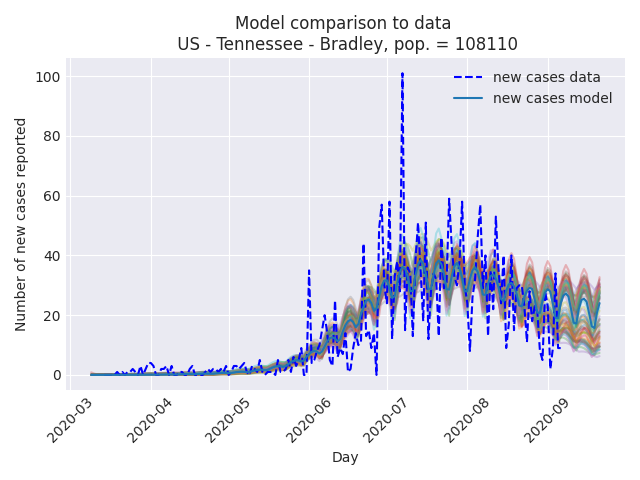 Model comparison to data
US - Tennessee - Bradley, pop. = 108110
new cases data
new cases model
Number of new cases reported
100
80
60
40
20
0
2020-03
2020-04
2020-05
2020-06
2020-07
2020-08
2020-09
Day